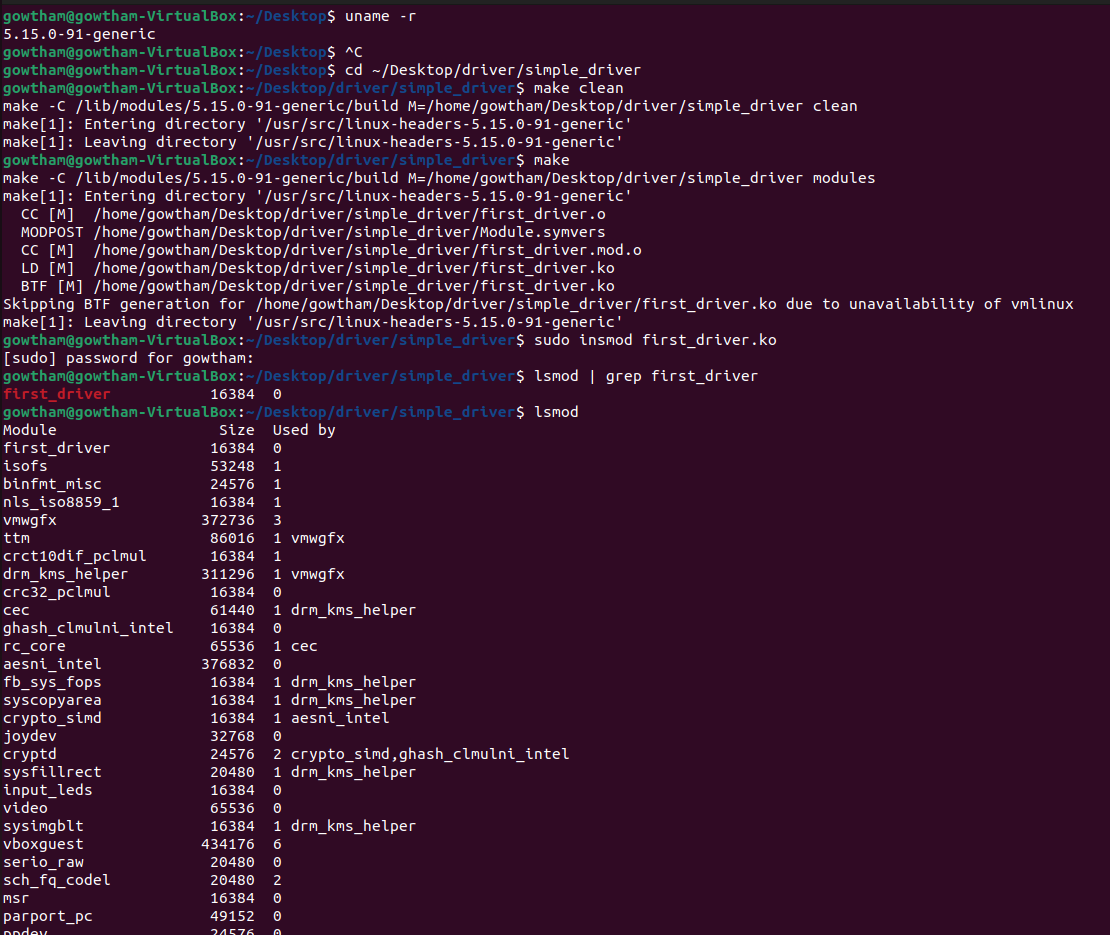 gowtham@gowtham-VirtualBox:~/Desktop$ uname -r
5.15.0-91-generic
gowtham@gowtham-VirtualBox:~/Desktop$ ^C
gowtham@gowtham-VirtualBox:~/Desktop$ cd ~/Desktop/driver/simple_driver
gowtham@gowtham-VirtualBox:~/Desktop/driver/simple_driver$ make clean
make -C /lib/modules/5.15.0-91-generic/build M=/home/gowtham/Desktop/driver/simple_driver clean
make[1]: Entering directory '/usr/src/linux-headers-5.15.0-91-generic'
make[1]: Leaving directory '/usr/src/linux-headers-5.15.0-91-generic'
gowtham@gowtham-VirtualBox:~/Desktop/driver/simple_driver$ make
make -C /lib/modules/5.15.0-91-generic/build M=/home/gowtham/Desktop/driver/simple_driver modules
make[1]: Entering directory '/usr/src/linux-headers-5.15.0-91-generic'
  CC [M]  /home/gowtham/Desktop/driver/simple_driver/first_driver.o
  MODPOST /home/gowtham/Desktop/driver/simple_driver/Module.symvers
  CC [M]  /home/gowtham/Desktop/driver/simple_driver/first_driver.mod.o
  LD [M]  /home/gowtham/Desktop/driver/simple_driver/first_driver.ko
  BTF [M] /home/gowtham/Desktop/driver/simple_driver/first_driver.ko
Skipping BTF generation for /home/gowtham/Desktop/driver/simple_driver/first_driver.ko due to unavailability of vmlinux
make[1]: Leaving directory '/usr/src/linux-headers-5.15.0-91-generic'
gowtham@gowtham-VirtualBox:~/Desktop/driver/simple_driver$ sudo insmod first_driver.ko
[sudo] password for gowtham:
gowtham@gowtham-VirtualBox:~/Desktop/driver/simple_driver$ lsmod | grep first_driver
first_driver           16384  0
gowtham@gowtham-VirtualBox:~/Desktop/driver/simple_driver$ lsmod
Module                  Size  Used by
first_driver           16384  0
isofs                  53248  1
binfmt_misc            24576  1
nls_iso8859_1          16384  1
vmwgfx                372736  3
ttm                    86016  1 vmwgfx
crct10dif_pclmul       16384  1
drm_kms_helper        311296  1 vmwgfx
crc32_pclmul           16384  0
cec                    61440  1 drm_kms_helper
ghash_clmulni_intel    16384  0
rc_core                65536  1 cec
aesni_intel           376832  0
fb_sys_fops            16384  1 drm_kms_helper
syscopyarea            16384  1 drm_kms_helper
crypto_simd            16384  1 aesni_intel
joydev                 32768  0
cryptd                 24576  2 crypto_simd,ghash_clmulni_intel
sysfillrect            20480  1 drm_kms_helper
input_leds             16384  0
video                  65536  0
sysimgblt              16384  1 drm_kms_helper
vboxguest             434176  6
serio_raw              20480  0
sch_fq_codel           20480  2
msr                    16384  0
parport_pc             49152  0
ppdev                  24576  0